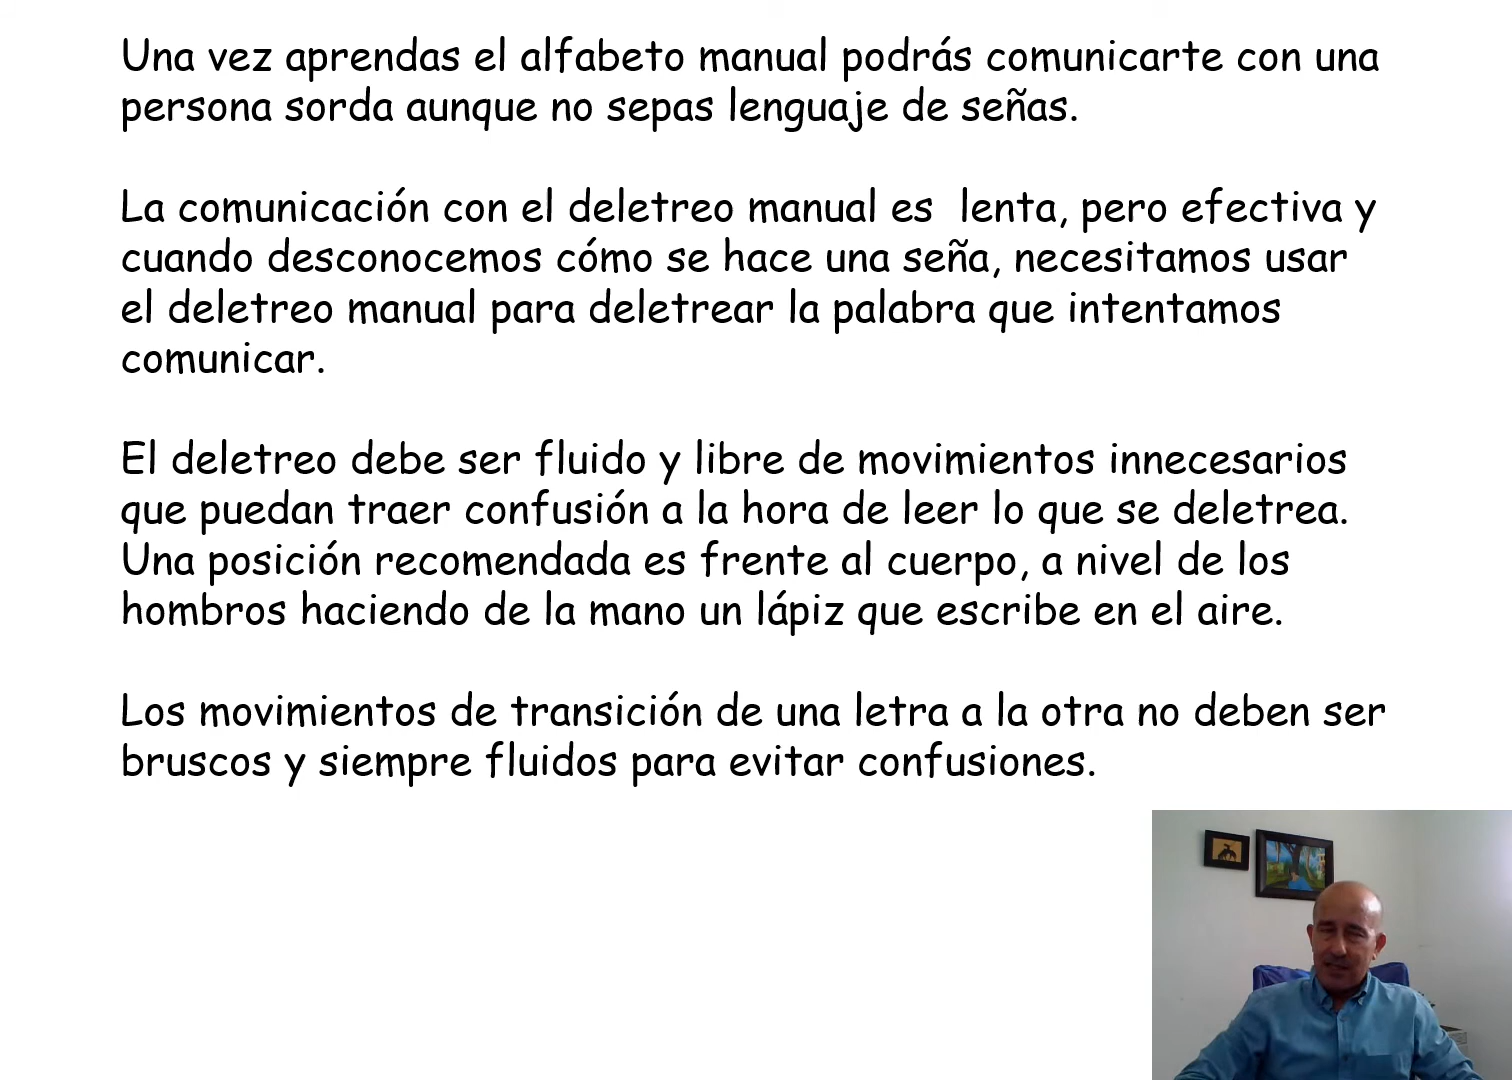 Una vez aprendas el alfabeto manual podrás comunicarte con una
persona sorda aunque no sepas lenguaje de señas.
La comunicación con el deletreo manual es  lenta, pero efectiva y
cuando desconocemos cómo se hace una seña, necesitamos usar
el deletreo manual para deletrear la palabra que intentamos
comunicar.
El deletreo debe ser fluido y libre de movimientos innecesarios
que puedan traer confusión a la hora de leer lo que se deletrea.
Una posición recomendada es frente al cuerpo, a nivel de los
hombros haciendo de la mano un lápiz que escribe en el aire.
Los movimientos de transición de una letra a la otra no deben ser
bruscos y siempre fluidos para evitar confusiones.